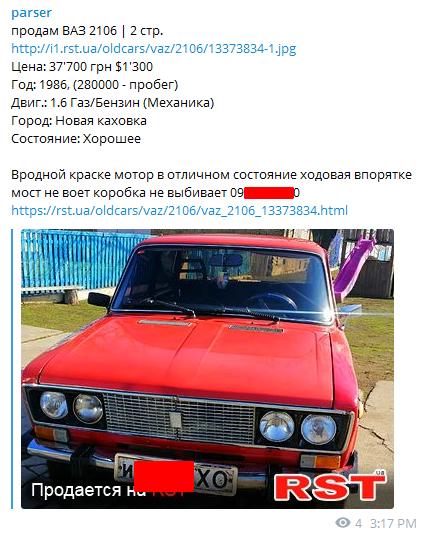 parser
продам ВАЗ 2106 | 2 стр.
http://i1.rst.ua/oldcars/vaz/2106/13373834-1.jpg
Цена: 37'700 грн $1'300
Год: 1986, (280000 - пробег)
Двиг.: 1.6 Газ/Бензин (Механика)
Город: Новая каховка
Состояние: Хорошее
Вродной краске мотор в отличном состояние ходовая впорятке
мост не воет коробка не выбивает 09 0
https://rst.ua/oldcars/vaz/2106/vaz_2106_13373834.html
И ХО
Продается на RST
RST
UA
4 3:17 PM